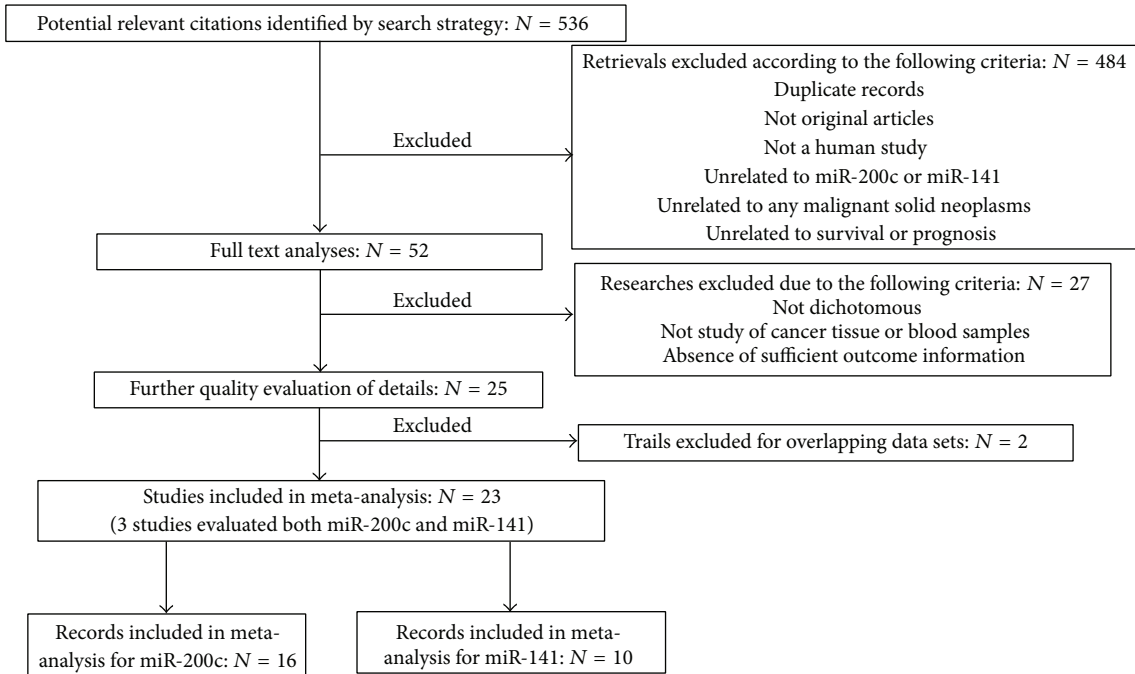 Potential relevant citations identified by search strategy: N = 536
Excluded
Retrievals excluded according to the following criteria: N = 484
Duplicate records
Not original articles
Not a human study
Unrelated to miR-200c or miR-141
Unrelated to any malignant solid neoplasms
Unrelated to survival or prognosis
Full text analyses: N = 52
Excluded
Researches excluded due to the following criteria: N = 27
Not dichotomous
Not study of cancer tissue or blood samples
Absence of sufficient outcome information
Further quality evaluation of details: N = 25
Excluded
Trails excluded for overlapping data sets: N = 2
Studies included in meta-analysis: N = 23
(3 studies evaluated both miR-200c and miR-141)
Records included in meta-
analysis for miR-200c: N = 16
Records included in meta-
analysis for miR-141: N = 10